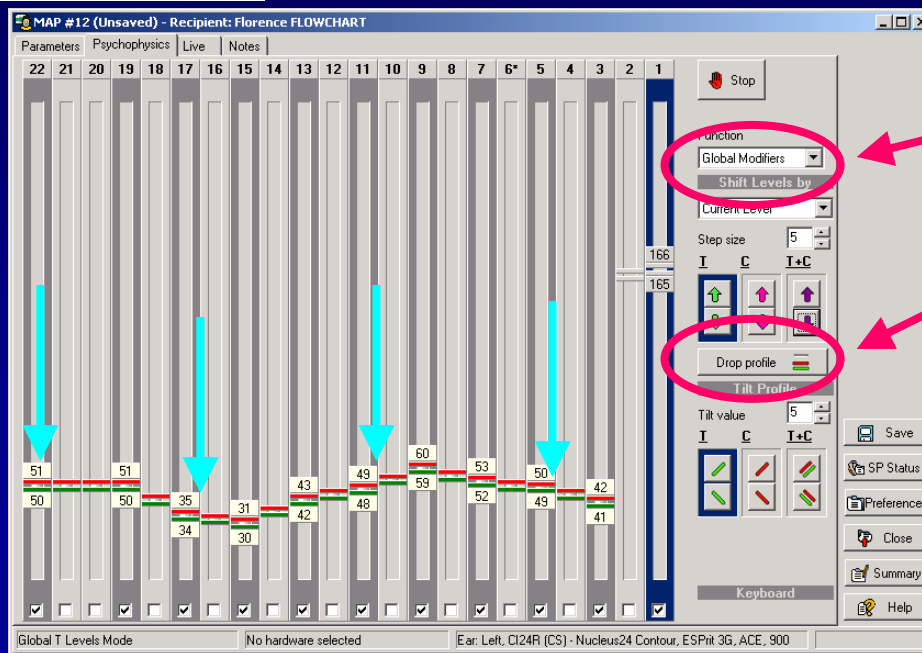 MAP #12 (Unsaved) - Recipient: Florence FLOWCHART
Parameters Psychophysics Live Notes
22 21 20 19 18 17 16 15 14 13 12 11 10 9 8 7 6* 5 4 3 2 1
Stop
Function
Global Modifiers
Shift Levels by
Current Level
Step size 5
166
165
T C T+C
Drop profile
Tilt Profile
Tilt value 5
T C T+C
51 51 35 31 43 49 60 53 50 42
50 50 34 30 42 48 59 52 49 41
Save
SP Status
Preference
Close
Summary
Keyboard
Help
Global T Levels Mode No hardware selected Ear: Left, CI24R (CS) - Nucleus24 Contour, ESPrit 3G, ACE, 900